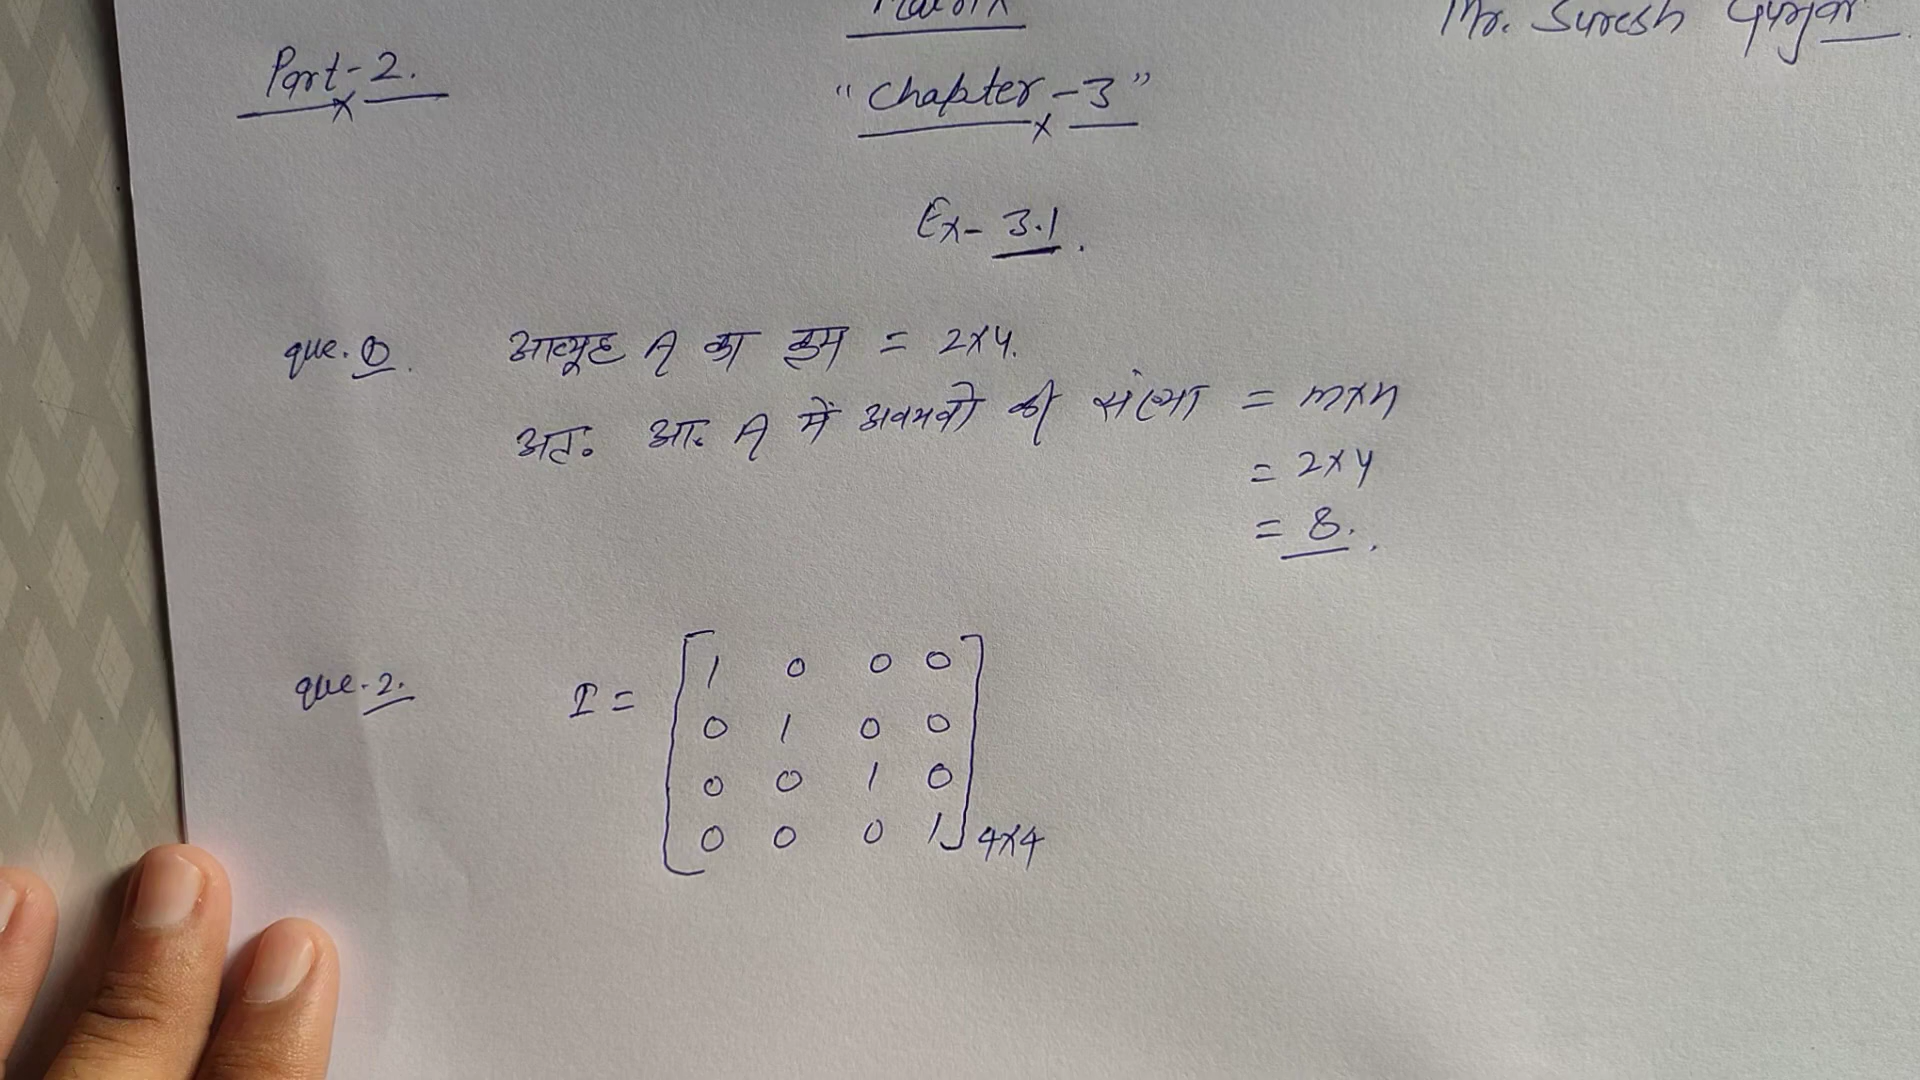 Matrix
Mr. Suresh Gurjar
Part-2.
"Chapter-3"
Ex-3.1.
que.① आव्यूह A का क्रम = 2×4.
अतः आ. A में अवयवों की संख्या = m×n
= 2×4
= 8.
que.2. I = [1 0 0 0
0 1 0 0
0 0 1 0
0 0 0 1] 4×4